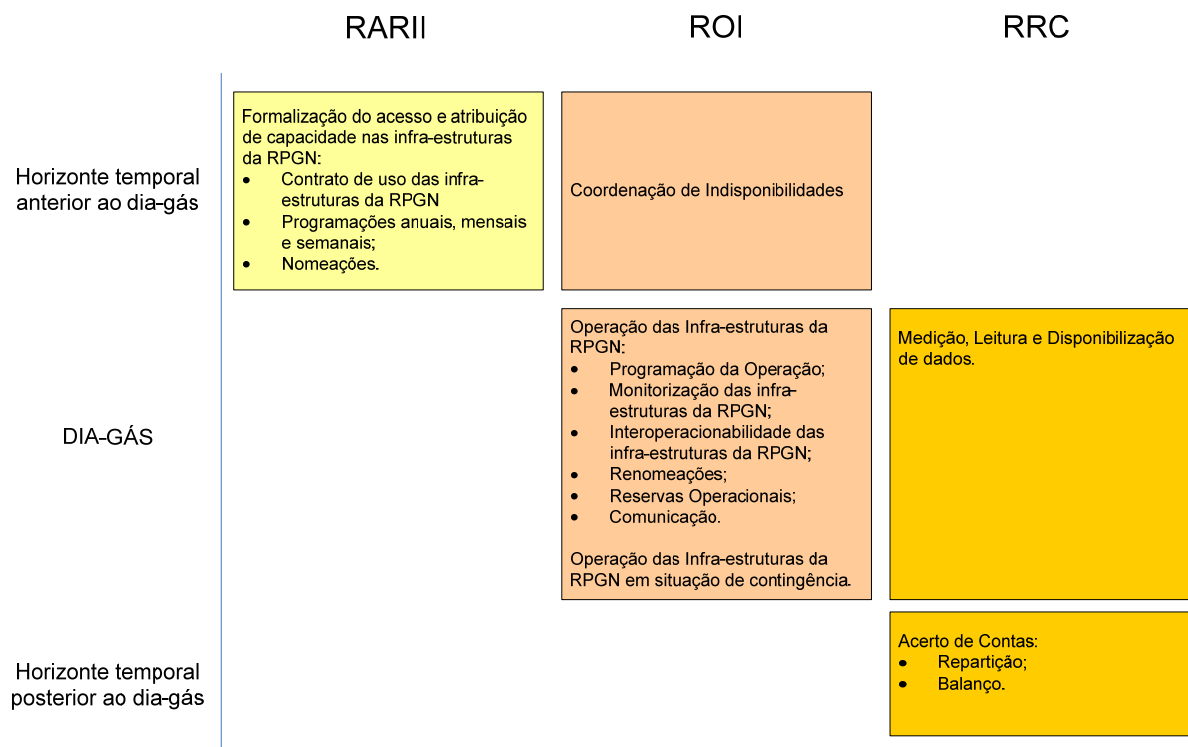 RARII
ROI
RRC
Horizonte temporal
anterior ao dia-gás
Formalização do acesso e atribuição
de capacidade nas infra-estruturas
da RPGN:
• Contrato de uso das infra-
estruturas da RPGN
• Programações anuais, mensais
e semanais;
• Nomeações.
Coordenação de Indisponibilidades
DIA-GÁS
Operação das Infra-estruturas da
RPGN:
• Programação da Operação;
• Monitorização das infra-
estruturas da RPGN;
• Interoperacionabilidade das
infra-estruturas da RPGN;
• Renomeações;
• Reservas Operacionais;
• Comunicação.
Operação das Infra-estruturas da
RPGN em situação de contingência.
Medição, Leitura e Disponibilização
de dados.
Horizonte temporal
posterior ao dia-gás
Acerto de Contas:
• Repartição;
• Balanço.